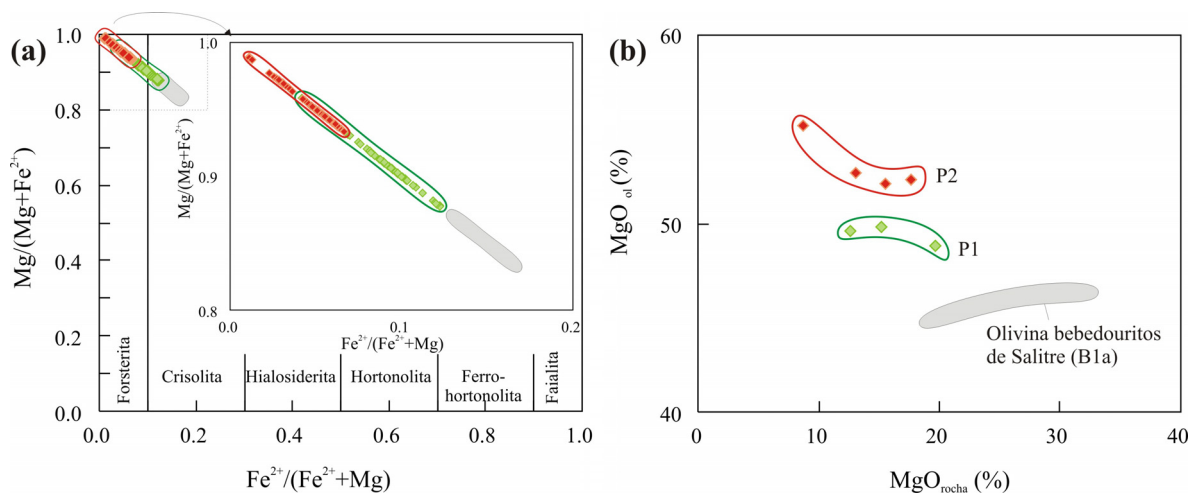 (a)
1.0
0.8
0.6
0.4
0.2
0.0
Mg/(Mg+Fe²⁺)
0.0
0.2
0.4
0.6
0.8
1.0
Fe²⁺/(Fe²⁺+Mg)
Forsterita
Crisolita
Hialosiderita
Hortonolita
Ferro-
hortonolita
Faialita
1.0
0.9
0.8
Mg/(Mg+Fe²⁺)
0.0
0.1
0.2
Fe²⁺/(Fe²⁺+Mg)
(b)
60
50
40
MgO ol (%)
P2
P1
Olivina bebedouritos
de Salitre (B1a)
0
10
20
30
40
MgO rocha (%)